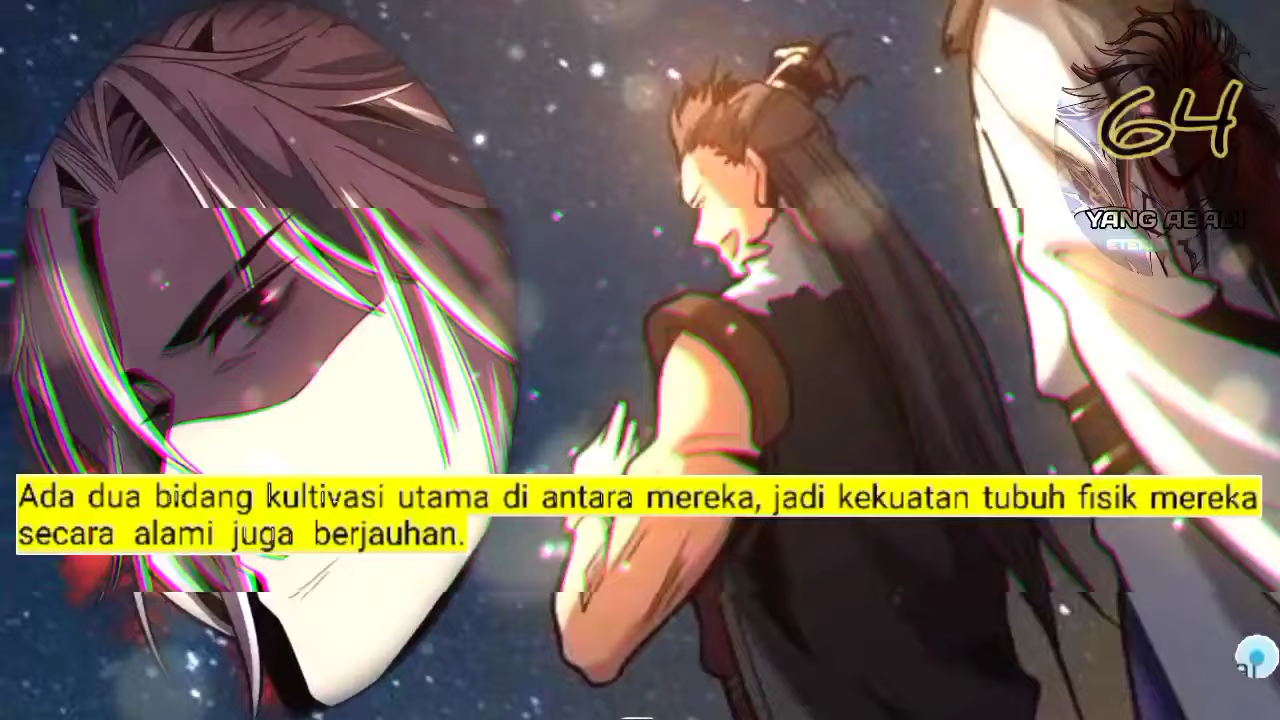 64
YANG ABADI
Ada dua bidang kultivasi utama di antara mereka, jadi kekuatan tubuh fisik mereka
secara alami juga berjauhan.